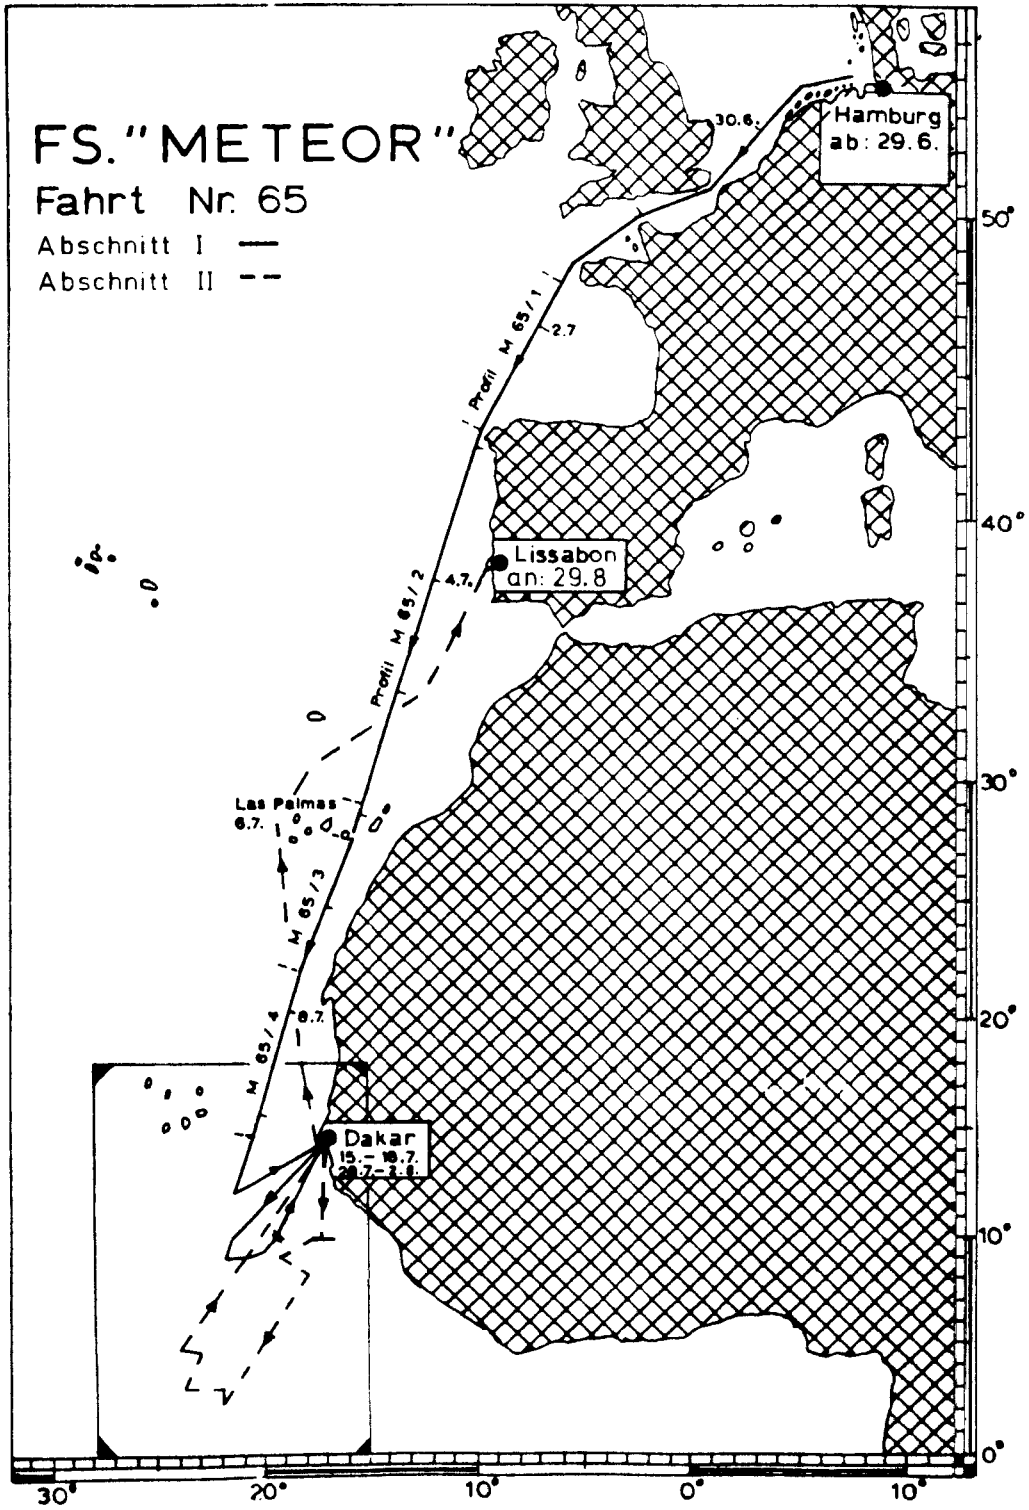 FS. "METEOR"
Fahrt Nr. 65
Abschnitt I
Abschnitt II
Hamburg
ab: 29.6.
30.6.
50°
Profil M 65/1
2.7
40°
Lissabon
an: 29.8
4.7.
Profil M 65/2
30°
Las Palmas
6.7.
M 65/3
20°
8.7.
M 65/4
Dakar
15.- 18.7.
10°
0°
30° 20° 10° 0° 10°